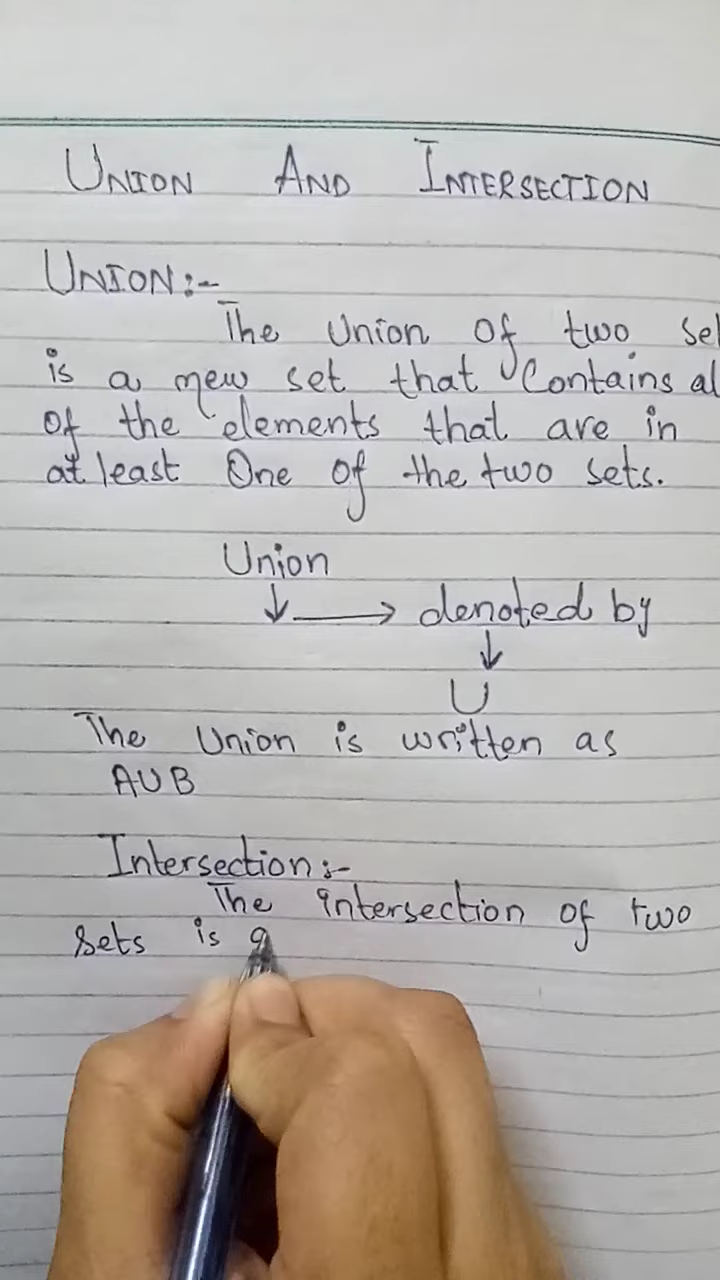 UNION AND INTERSECTION
UNION:-
The Union of two set
is a new set that Contains al
of the elements that are in
at least One of the two sets.
Union
↓ → denoted by
↓
U
The Union is written as
AUB
Intersection:-
The intersection of two
sets is a